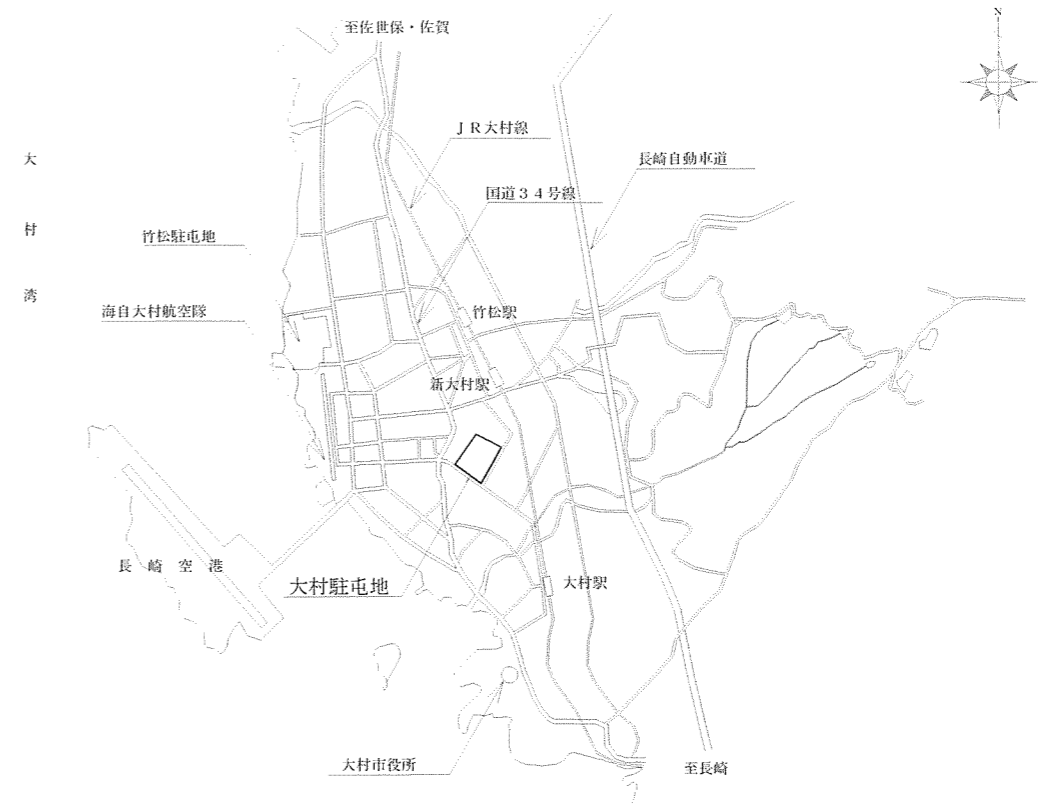 N
至佐世保・佐賀
ＪＲ大村線
長崎自動車道
国道３４号線
大村湾
竹松駐屯地
海自大村航空隊
竹松駅
新大村駅
長崎空港
大村駐屯地
大村駅
大村市役所
至長崎